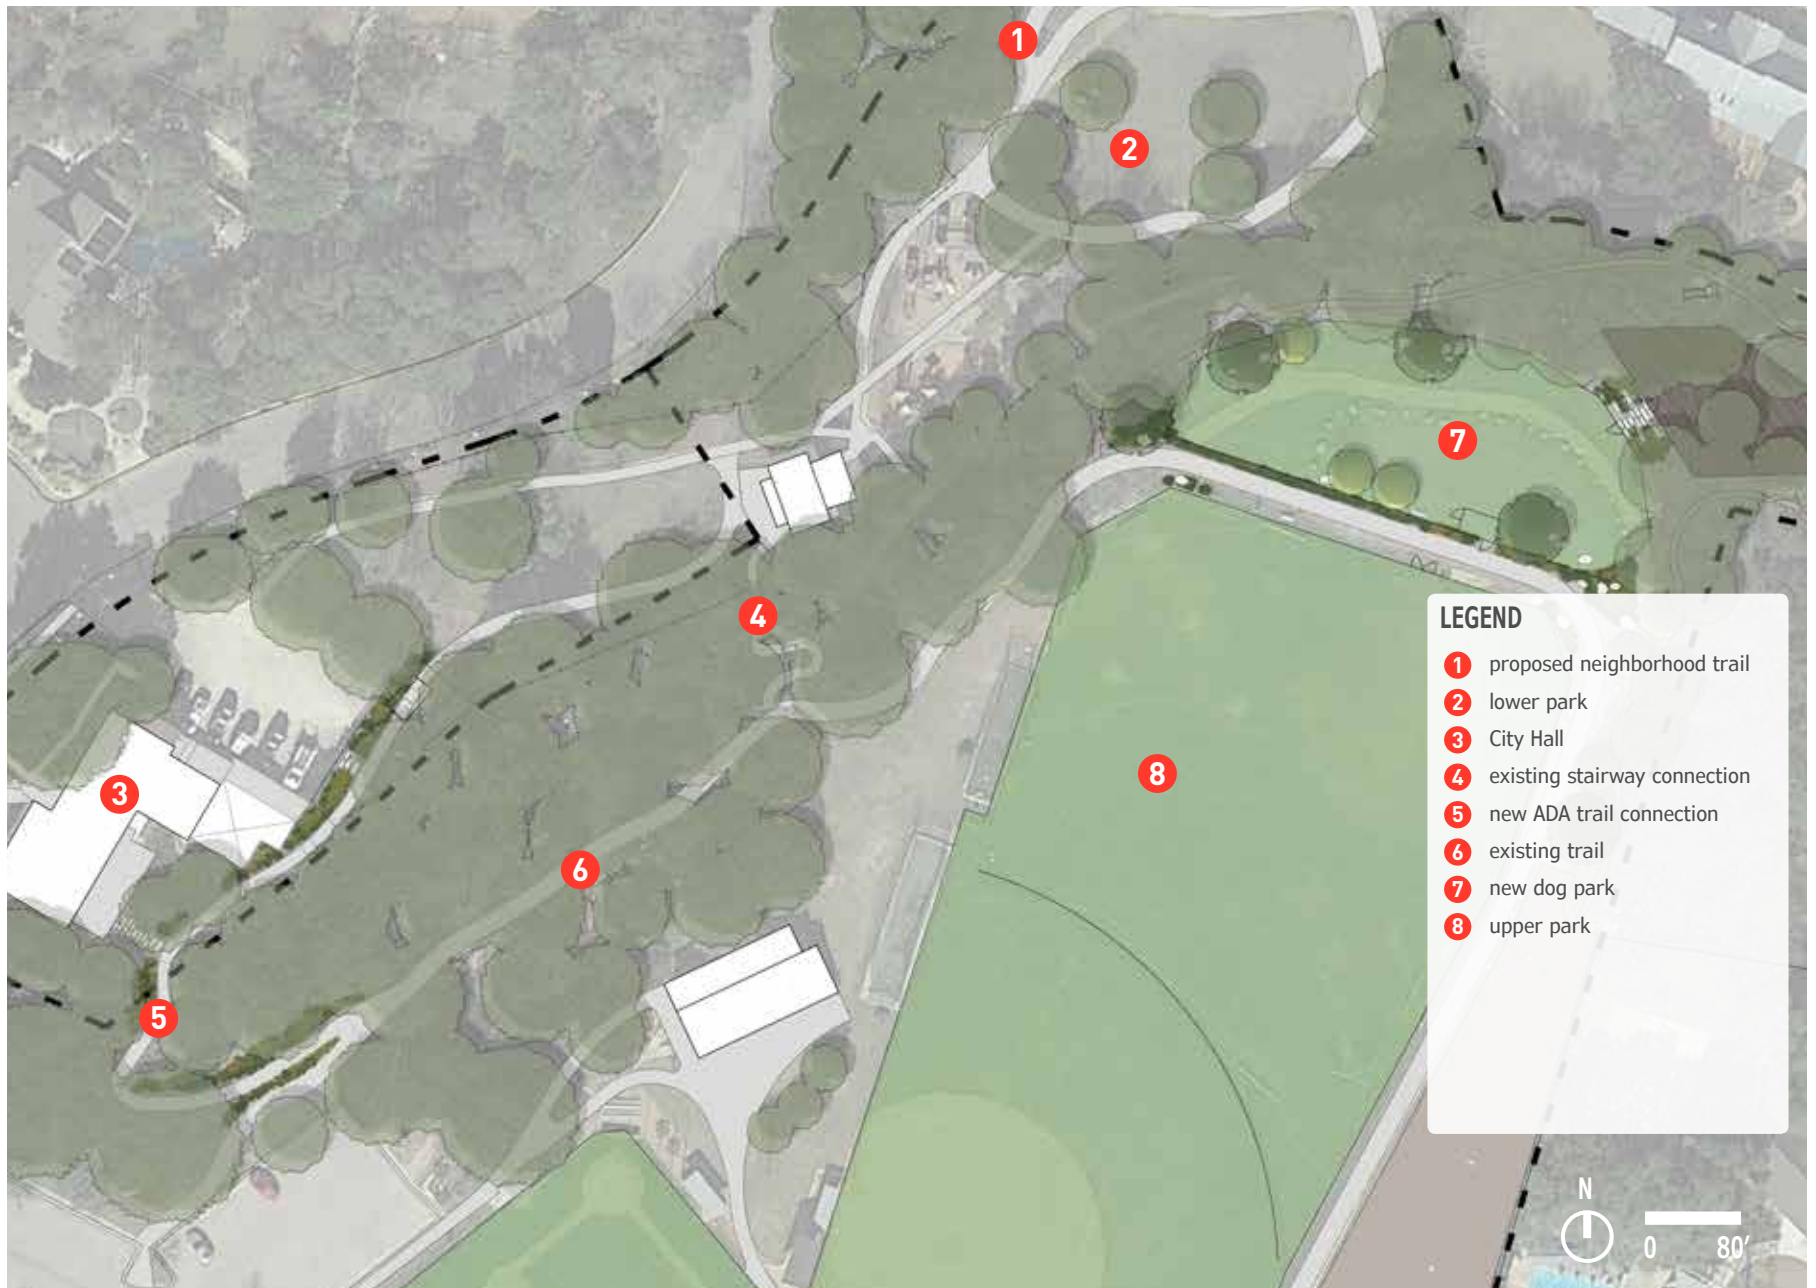 1
2
7
4
LEGEND
1 proposed neighborhood trail
2 lower park
3 City Hall
4 existing stairway connection
5 new ADA trail connection
6 existing trail
7 new dog park
8 upper park
8
3
6
5
N
0 80'